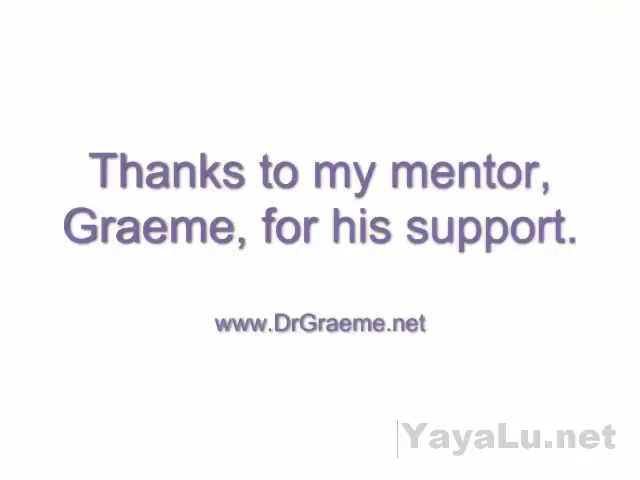 Thanks to my mentor,
Graeme, for his support.
www.DrGraeme.net
YayaLu.net